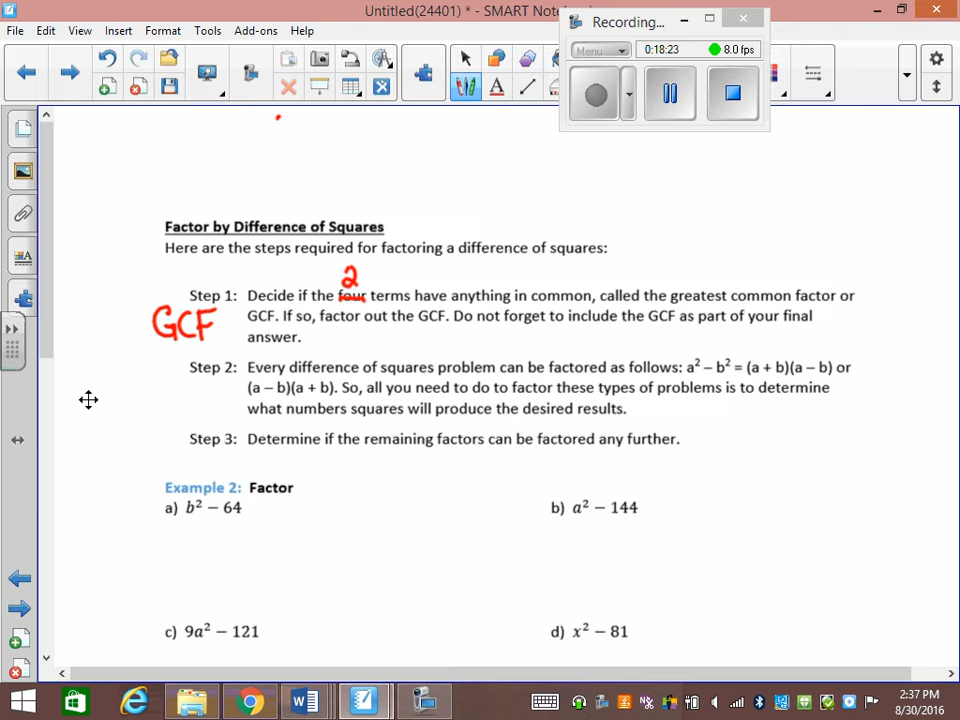 Untitled(24401) * - SMART Notebook
Recording...
File Edit View Insert Format Tools Add-ons Help
Menu 0:18:23 8.0 fps
Factor by Difference of Squares
Here are the steps required for factoring a difference of squares:
2
Step 1: Decide if the four terms have anything in common, called the greatest common factor or
GCF GCF. If so, factor out the GCF. Do not forget to include the GCF as part of your final
answer.
Step 2: Every difference of squares problem can be factored as follows: a² – b² = (a + b)(a – b) or
(a – b)(a + b). So, all you need to do to factor these types of problems is to determine
what numbers squares will produce the desired results.
Step 3: Determine if the remaining factors can be factored any further.
Example 2: Factor
a) b² − 64 b) a² − 144
c) 9a² − 121 d) x² − 81
2:37 PM
8/30/2016